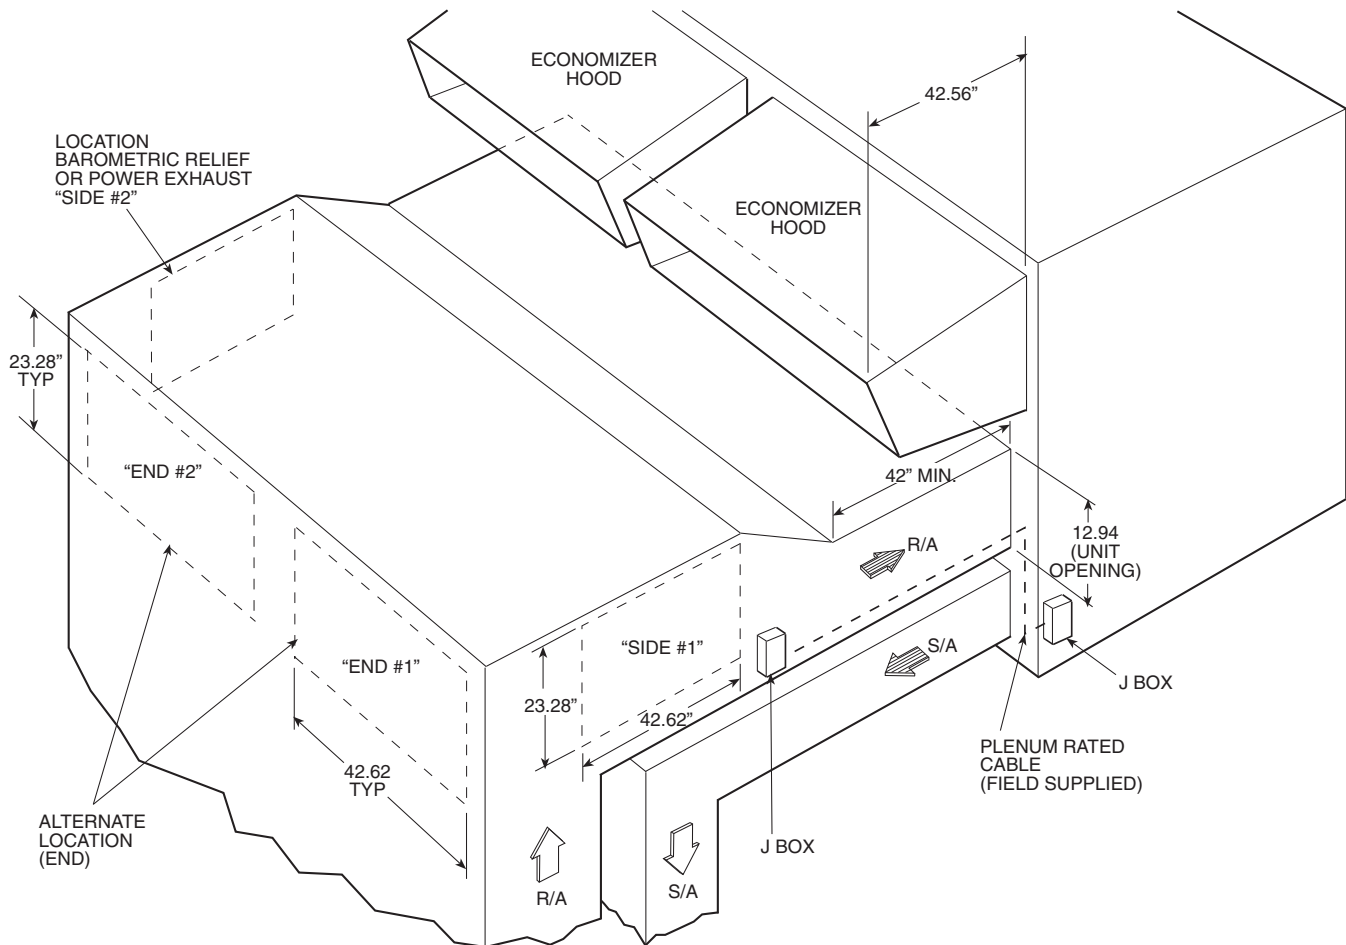 ECONOMIZER
HOOD
42.56”
LOCATION
BAROMETRIC RELIEF
OR POWER EXHAUST
“SIDE #2”
ECONOMIZER
HOOD
23.28”
TYP
“END #2”
42” MIN.
12.94
(UNIT
OPENING)
R/A
“SIDE #1”
S/A
“END #1”
J BOX
23.28”
42.62”
PLENUM RATED
CABLE
(FIELD SUPPLIED)
42.62
TYP
ALTERNATE
LOCATION
(END)
J BOX
R/A
S/A